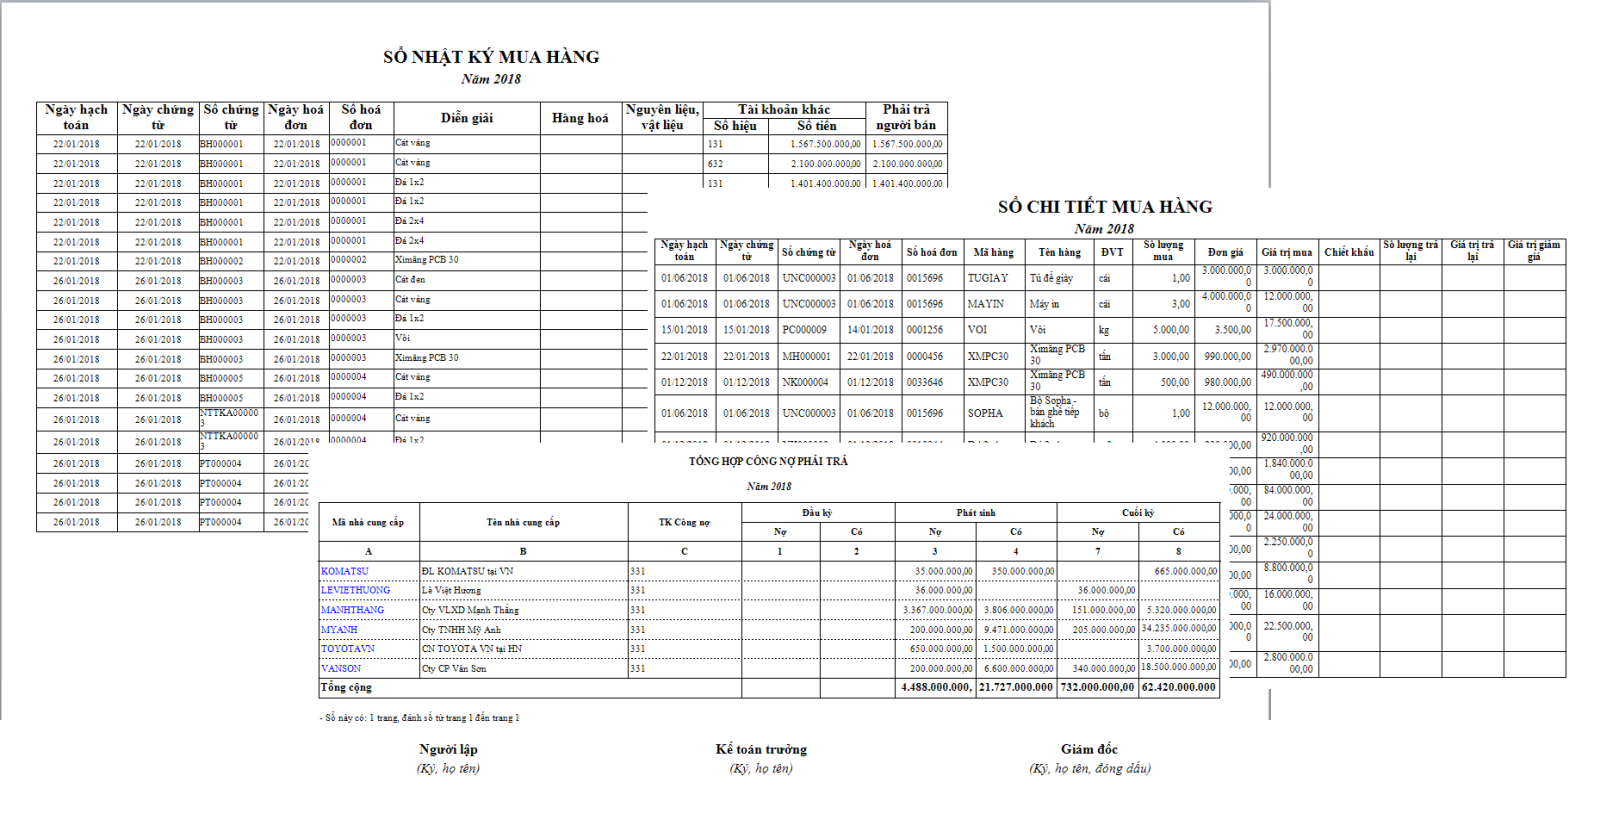 SỔ NHẬT KÝ MUA HÀNG
Năm 2018
Ngày hạch toán | Ngày chứng từ | Số chứng từ | Ngày hoá đơn | Số hoá đơn | Diễn giải | Hàng hoá | Nguyên liệu, vật liệu | Tài khoản khác | Phải trả người bán
Số hiệu | Số tiền
22/01/2018 | 22/01/2018 | BH000001 | 22/01/2018 | 0000001 | Cát vàng | 131 | 1.567.500.000,00 | 1.567.500.000,00
22/01/2018 | 22/01/2018 | BH000001 | 22/01/2018 | 0000001 | Cát vàng | 632 | 2.100.000.000,00 | 2.100.000.000,00
22/01/2018 | 22/01/2018 | BH000001 | 22/01/2018 | 0000001 | Đá 1x2 | 131 | 1.401.400.000,00 | 1.401.400.000,00
22/01/2018 | 22/01/2018 | BH000001 | 22/01/2018 | 0000001 | Đá 1x2
22/01/2018 | 22/01/2018 | BH000001 | 22/01/2018 | 0000001 | Đá 2x4
22/01/2018 | 22/01/2018 | BH000001 | 22/01/2018 | 0000001 | Đá 2x4
22/01/2018 | 22/01/2018 | BH000002 | 22/01/2018 | 0000002 | Ximăng PCB 30
26/01/2018 | 26/01/2018 | BH000003 | 26/01/2018 | 0000003 | Cát đen
26/01/2018 | 26/01/2018 | BH000003 | 26/01/2018 | 0000003 | Cát vàng
26/01/2018 | 26/01/2018 | BH000003 | 26/01/2018 | 0000003 | Đá 1x2
26/01/2018 | 26/01/2018 | BH000003 | 26/01/2018 | 0000003 | Vôi
26/01/2018 | 26/01/2018 | BH000003 | 26/01/2018 | 0000003 | Ximăng PCB 30
26/01/2018 | 26/01/2018 | BH000005 | 26/01/2018 | 0000004 | Cát vàng
26/01/2018 | 26/01/2018 | BH000005 | 26/01/2018 | 0000004 | Đá 1x2
26/01/2018 | 26/01/2018 | NTTKA000003 | 26/01/2018 | 0000004 | Cát vàng
26/01/2018 | 26/01/2018 | NTTKA000003 | 26/01/2018 | 0000004 | Đá 1x2
26/01/2018 | 26/01/2018 | PT000004 | 26/01/20
26/01/2018 | 26/01/2018 | PT000004 | 26/01/20
26/01/2018 | 26/01/2018 | PT000004 | 26/01/20
26/01/2018 | 26/01/2018 | PT000004 | 26/01/20
SỔ CHI TIẾT MUA HÀNG
Năm 2018
Ngày hạch toán | Ngày chứng từ | Số chứng từ | Ngày hoá đơn | Số hoá đơn | Mã hàng | Tên hàng | ĐVT | Số lượng mua | Đơn giá | Giá trị mua | Chiết khấu | Số lượng trả lại | Giá trị trả lại | Giá trị giảm giá
01/06/2018 | 01/06/2018 | UNC000003 | 01/06/2018 | 0015696 | TUGIAY | Tủ để giày | cái | 1,00 | 3.000.000,00 | 3.000.000,00
01/06/2018 | 01/06/2018 | UNC000003 | 01/06/2018 | 0015696 | MAYIN | Máy in | cái | 3,00 | 4.000.000,00 | 12.000.000,00
15/01/2018 | 15/01/2018 | PC000009 | 14/01/2018 | 0001256 | VOI | Vôi | kg | 5.000,00 | 3.500,00 | 17.500.000,00
22/01/2018 | 22/01/2018 | MH000001 | 22/01/2018 | 0000456 | XMPC30 | Ximăng PCB 30 | tấn | 3.000,00 | 990.000,00 | 2.970.000.000,00
01/12/2018 | 01/12/2018 | NK000004 | 01/12/2018 | 0033646 | XMPC30 | Ximăng PCB 30 | tấn | 500,00 | 980.000,00 | 490.000.000,00
01/06/2018 | 01/06/2018 | UNC000003 | 01/06/2018 | 0015696 | SOPHA | Bộ Sopha - bàn ghế tiếp khách | bộ | 1,00 | 12.000.000,00 | 12.000.000,00
00,00 | 920.000.000,00
00,00 | 1.840.000.000,00
000,00 | 84.000.000,00
000,00 | 24.000.000,00
00,00 | 2.250.000,00
00,00 | 8.800.000,00
000,00 | 16.000.000,00
000,00 | 22.500.000,00
00,00 | 2.800.000.000,00
TỔNG HỢP CÔNG NỢ PHẢI TRẢ
Năm 2018
Mã nhà cung cấp | Tên nhà cung cấp | TK Công nợ | Đầu kỳ | Phát sinh | Cuối kỳ
Nợ | Có | Nợ | Có | Nợ | Có
A | B | C | 1 | 2 | 3 | 4 | 7 | 8
KOMATSU | ĐL KOMATSU tại VN | 331 | 35.000.000,00 | 350.000.000,00 | 665.000.000,00
LEVIETHUONG | Lê Việt Hương | 331 | 36.000.000,00 | 36.000.000,00
MANHTHANG | Cty VLXD Mạnh Thắng | 331 | 3.367.000.000,00 | 3.806.000.000,00 | 151.000.000,00 | 5.320.000.000,00
MYANH | Cty TNHH Mỹ Anh | 331 | 200.000.000,00 | 9.471.000.000,00 | 205.000.000,00 | 34.235.000.000,00
TOYOTAVN | CN TOYOTA VN tại HN | 331 | 650.000.000,00 | 1.500.000.000,00 | 3.700.000.000,00
VANSON | Cty CP Vân Sơn | 331 | 200.000.000,00 | 6.600.000.000,00 | 340.000.000,00 | 18.500.000.000,00
Tổng cộng | 4.488.000.000, | 21.727.000.000 | 732.000.000,00 | 62.420.000.000
- Sổ này có: 1 trang, đánh số từ trang 1 đến trang 1
Người lập | Kế toán trưởng | Giám đốc
(Ký, họ tên) | (Ký, họ tên) | (Ký, họ tên, đóng dấu)